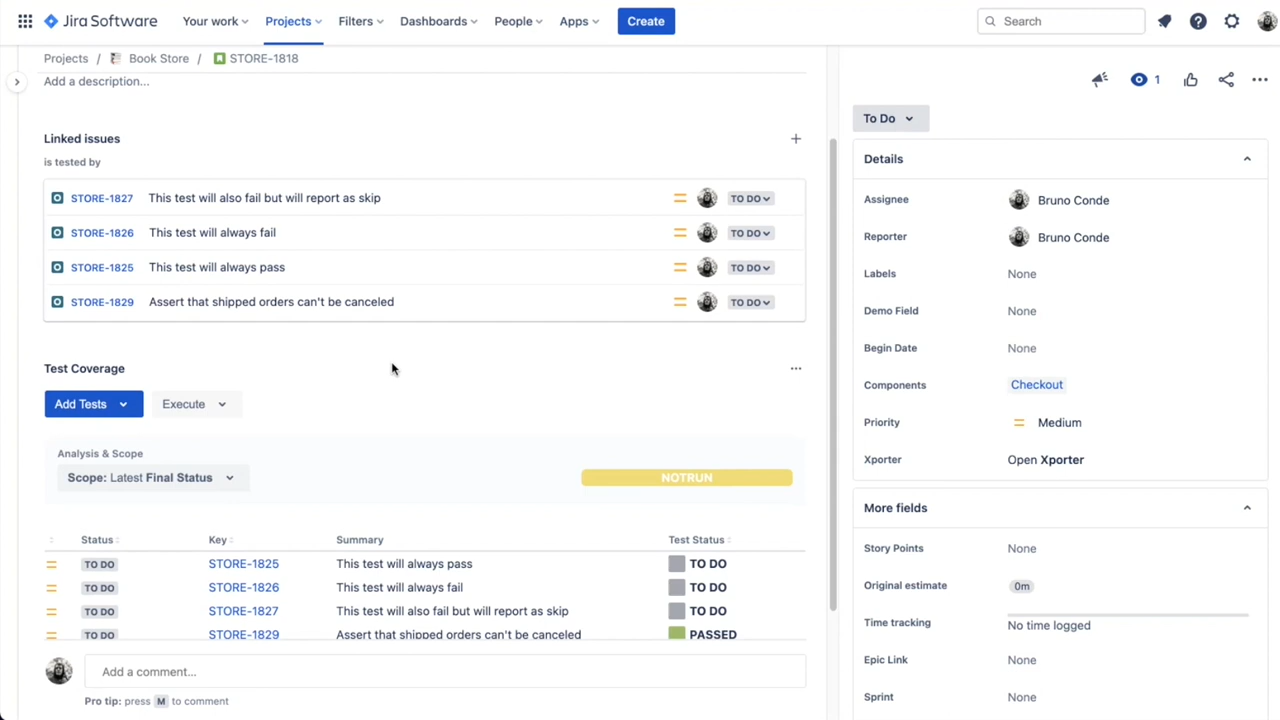 Jira Software Your work Projects Filters Dashboards People Apps Create Search
Projects / Book Store / STORE-1818
Add a description...
Linked issues
is tested by
STORE-1827 This test will also fail but will report as skip TO DO
STORE-1826 This test will always fail TO DO
STORE-1825 This test will always pass TO DO
STORE-1829 Assert that shipped orders can't be canceled TO DO
Test Coverage
Add Tests Execute
Analysis & Scope
Scope: Latest Final Status NOTRUN
Status Key Summary Test Status
TO DO STORE-1825 This test will always pass TO DO
TO DO STORE-1826 This test will always fail TO DO
TO DO STORE-1827 This test will also fail but will report as skip TO DO
TO DO STORE-1829 Assert that shipped orders can't be canceled PASSED
Add a comment...
Pro tip: press M to comment
1
To Do
Details
Assignee Bruno Conde
Reporter Bruno Conde
Labels None
Demo Field None
Begin Date None
Components Checkout
Priority Medium
Xporter Open Xporter
More fields
Story Points None
Original estimate 0m
Time tracking No time logged
Epic Link None
Sprint None